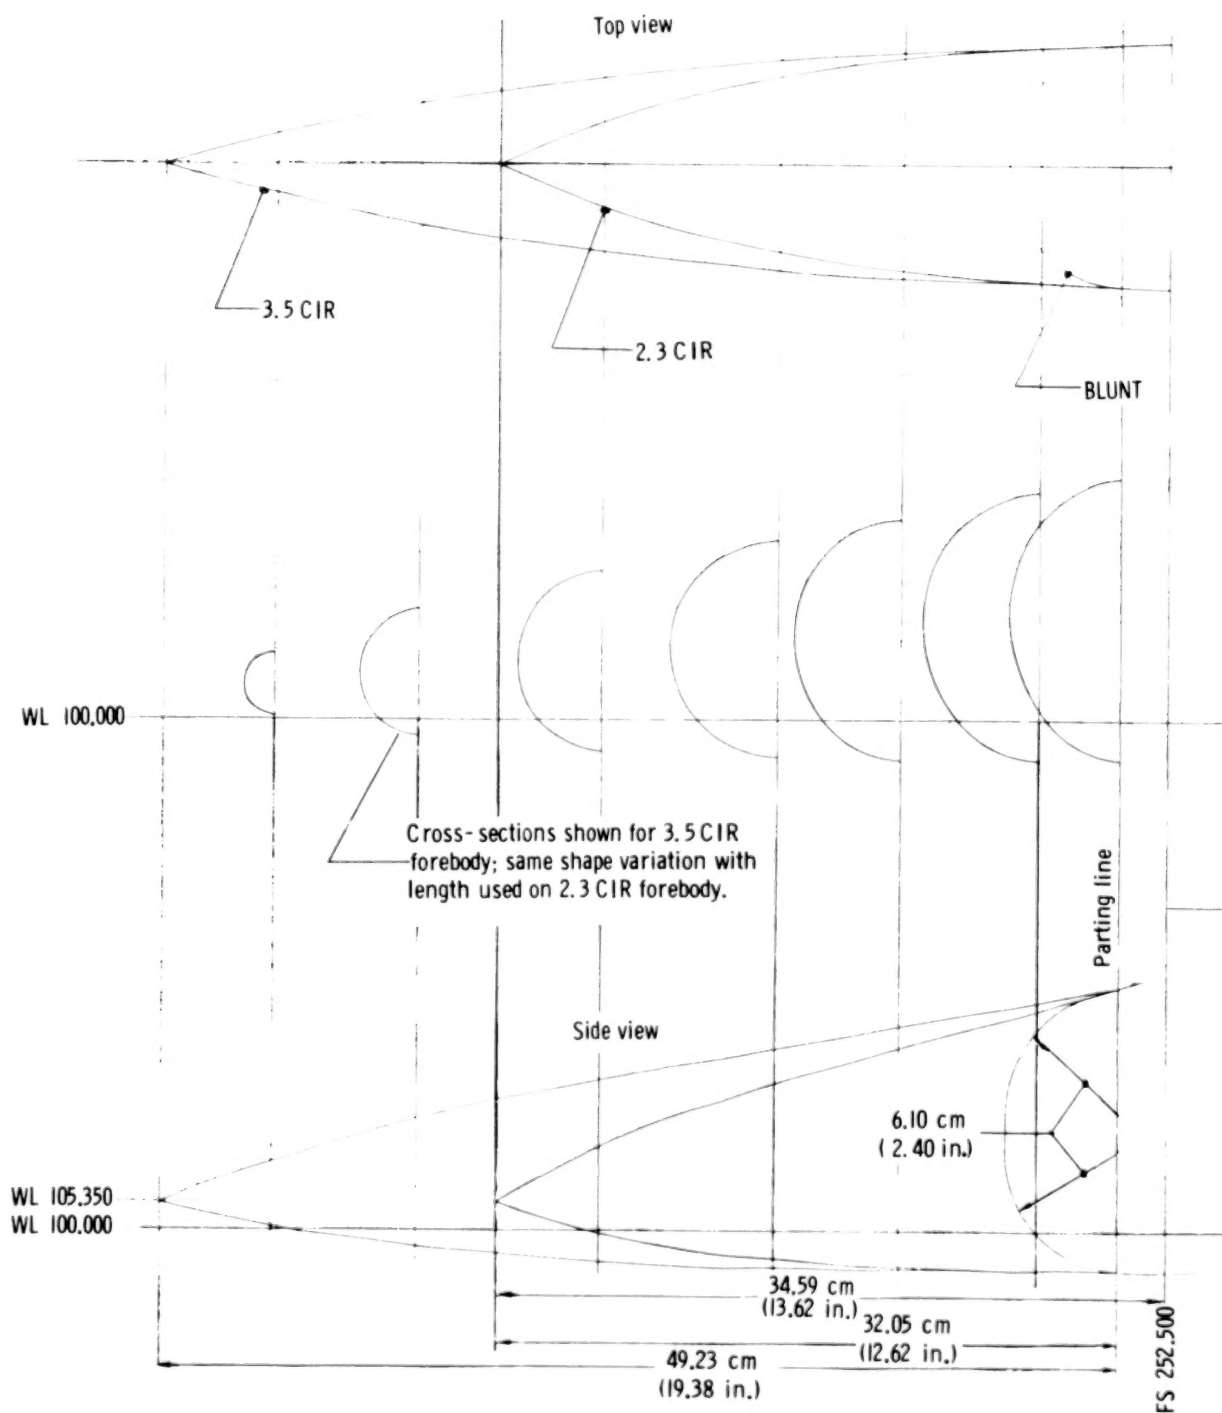 Top view
3.5 CIR
2.3 CIR
BLUNT
WL 100.000
Cross-sections shown for 3.5 CIR
forebody; same shape variation with
length used on 2.3 CIR forebody.
Parting line
Side view
6.10 cm
(2.40 in.)
WL 105.350
WL 100.000
34.59 cm
(13.62 in.)
32.05 cm
(12.62 in.)
49.23 cm
(19.38 in.)
FS 252.500